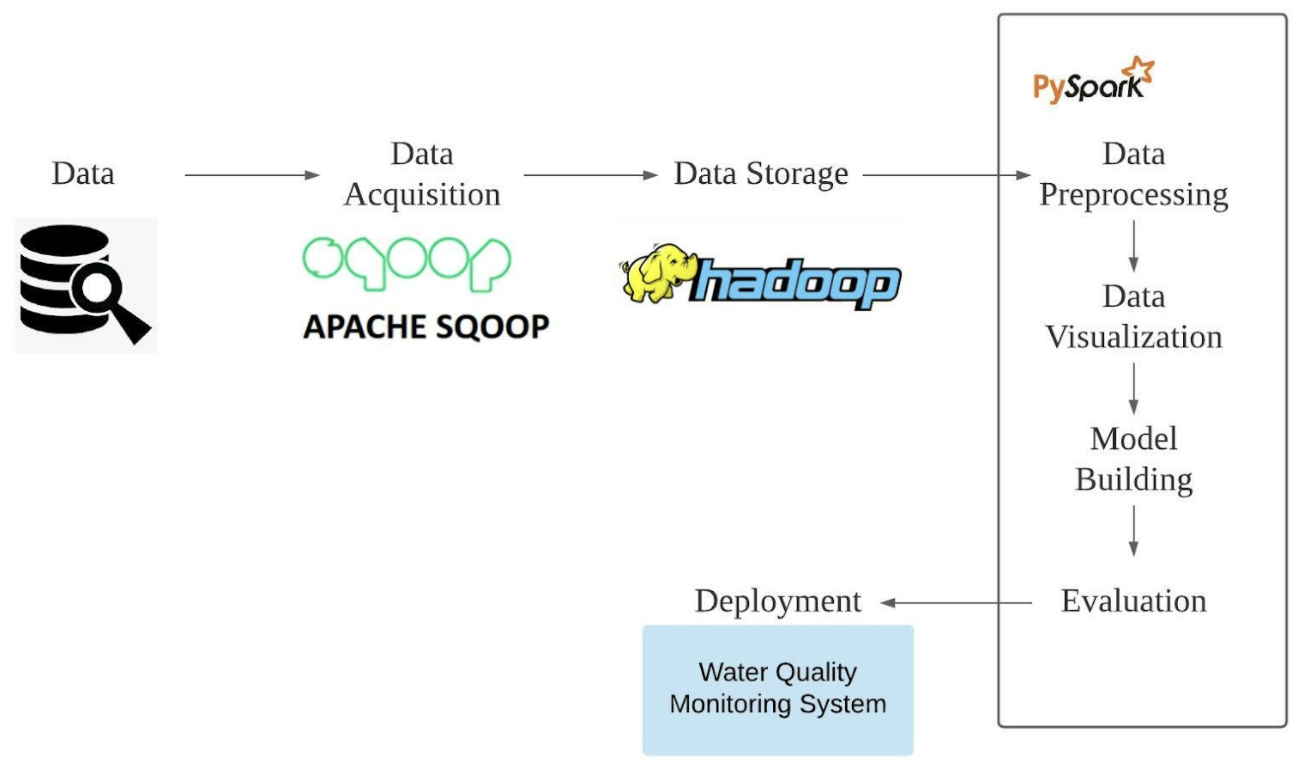 Data
Data
Acquisition
sqoop
APACHE SQOOP
Data Storage
hadoop
PySpark
Data
Preprocessing
Data
Visualization
Model
Building
Evaluation
Deployment
Water Quality
Monitoring System